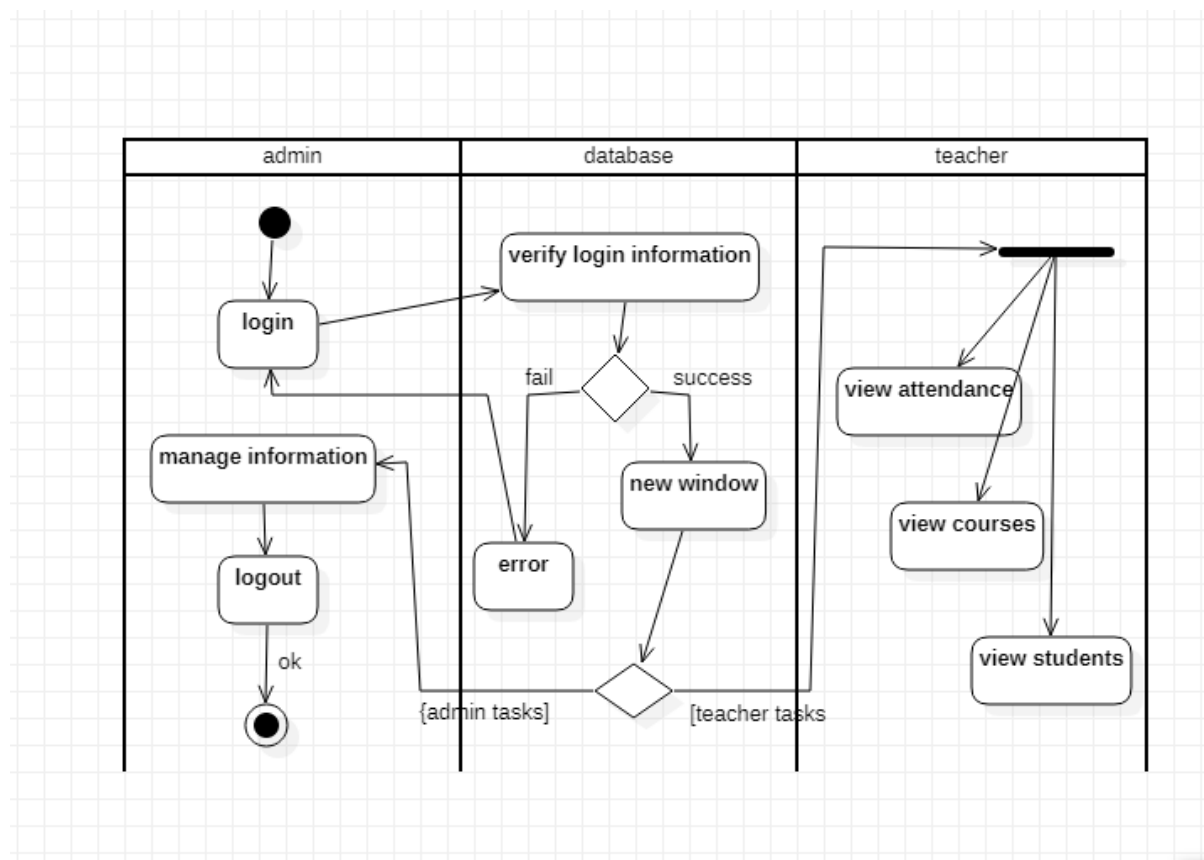 admin
database
teacher
verify login information
login
fail
success
view attendance
manage information
new window
view courses
error
logout
ok
view students
{admin tasks]
[teacher tasks